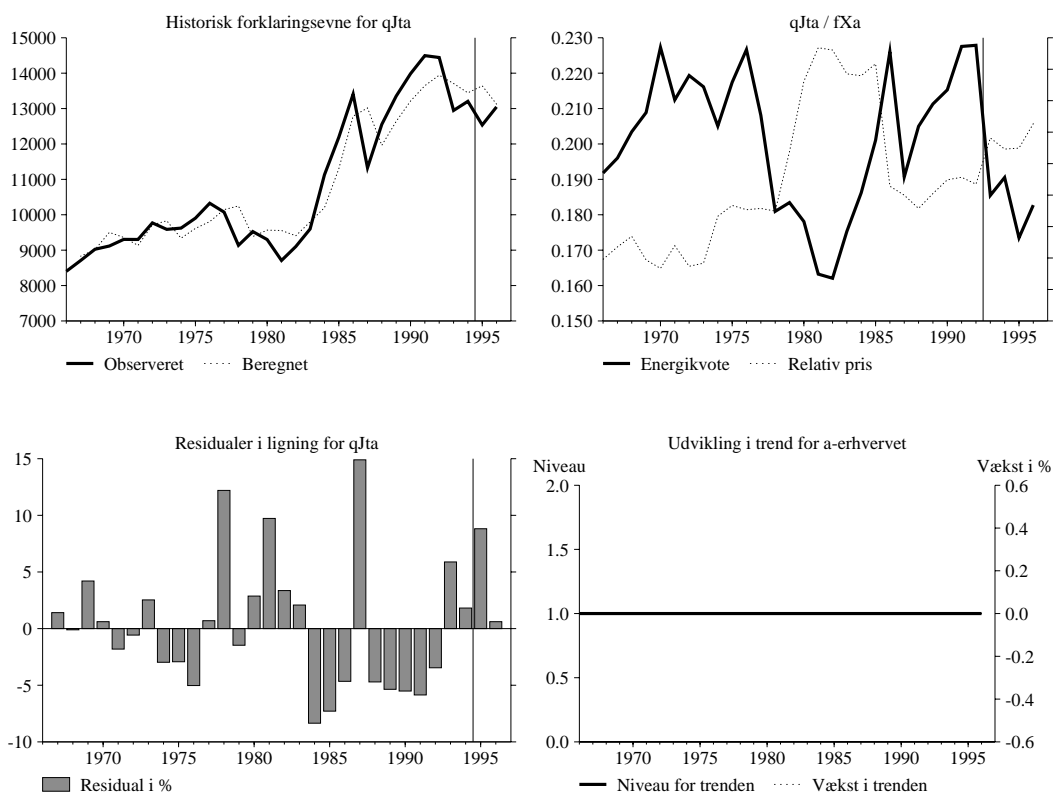 Historisk forklaringsevne for qJta
15000
14000
13000
12000
11000
10000
9000
8000
7000
1970 1975 1980 1985 1990 1995
Observeret Beregnet
qJta / fXa
0.230
0.220
0.210
0.200
0.190
0.180
0.170
0.160
0.150
1970 1975 1980 1985 1990 1995
Energikvote Relativ pris
Residualer i ligning for qJta
15
10
5
0
-5
-10
1970 1975 1980 1985 1990 1995
Residual i %
Udvikling i trend for a-erhvervet
Niveau Vækst i %
2.0 0.6
0.4
1.5
0.2
1.0 0.0
-0.2
0.5
-0.4
0.0 -0.6
1970 1975 1980 1985 1990 1995
Niveau for trenden Vækst i trenden